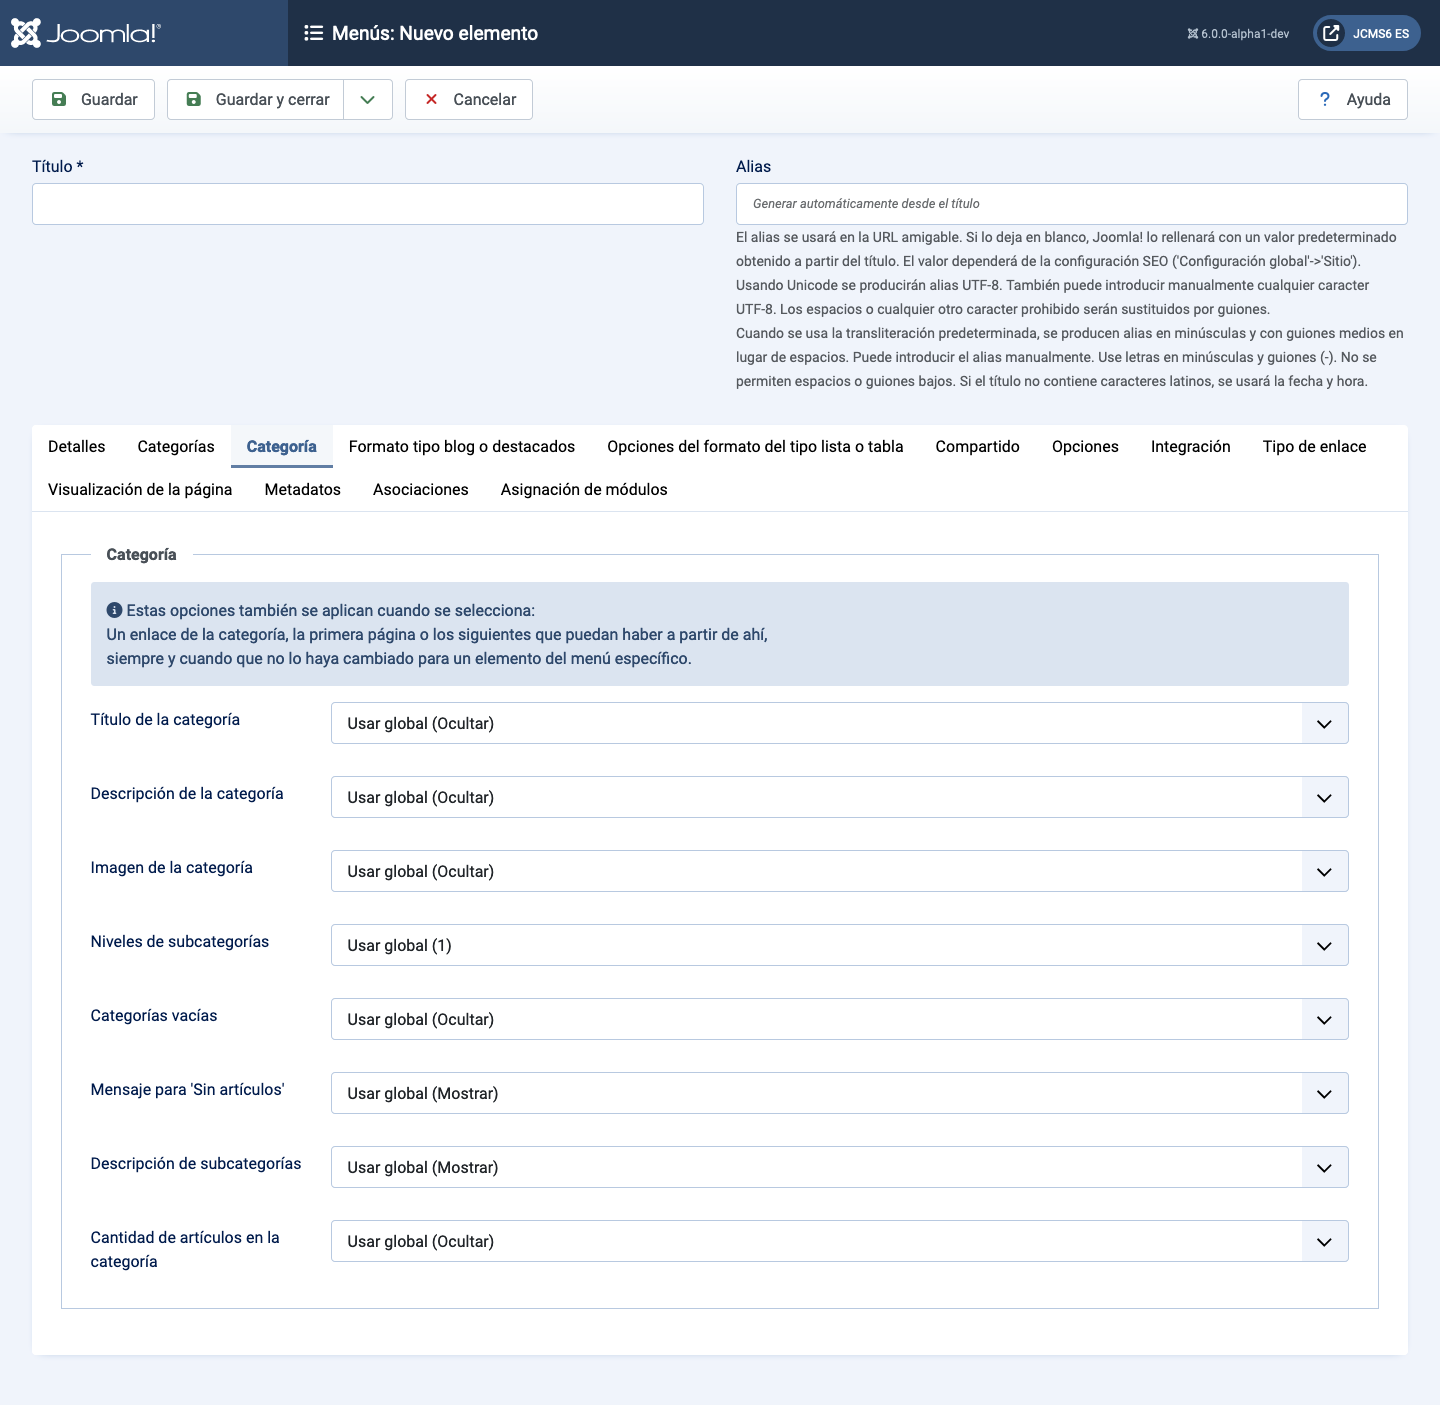 Joomla!®
Menús: Nuevo elemento
6.0.0-alpha1-dev
JCMS6 ES
Guardar
Guardar y cerrar
Cancelar
? Ayuda
Título *
Alias
Generar automáticamente desde el título
El alias se usará en la URL amigable. Si lo deja en blanco, Joomla! lo rellenará con un valor predeterminado
obtenido a partir del título. El valor dependerá de la configuración SEO ('Configuración global'->'Sitio').
Usando Unicode se producirán alias UTF-8. También puede introducir manualmente cualquier caracter
UTF-8. Los espacios o cualquier otro caracter prohibido serán sustituidos por guiones.
Cuando se usa la transliteración predeterminada, se producen alias en minúsculas y con guiones medios en
lugar de espacios. Puede introducir el alias manualmente. Use letras en minúsculas y guiones (-). No se
permiten espacios o guiones bajos. Si el título no contiene caracteres latinos, se usará la fecha y hora.
Detalles Categorías Categoría Formato tipo blog o destacados Opciones del formato del tipo lista o tabla Compartido Opciones Integración Tipo de enlace
Visualización de la página Metadatos Asociaciones Asignación de módulos
Categoría
Estas opciones también se aplican cuando se selecciona:
Un enlace de la categoría, la primera página o los siguientes que puedan haber a partir de ahí,
siempre y cuando que no lo haya cambiado para un elemento del menú específico.
Título de la categoría
Usar global (Ocultar)
Descripción de la categoría
Usar global (Ocultar)
Imagen de la categoría
Usar global (Ocultar)
Niveles de subcategorías
Usar global (1)
Categorías vacías
Usar global (Ocultar)
Mensaje para 'Sin artículos'
Usar global (Mostrar)
Descripción de subcategorías
Usar global (Mostrar)
Cantidad de artículos en la
categoría
Usar global (Ocultar)